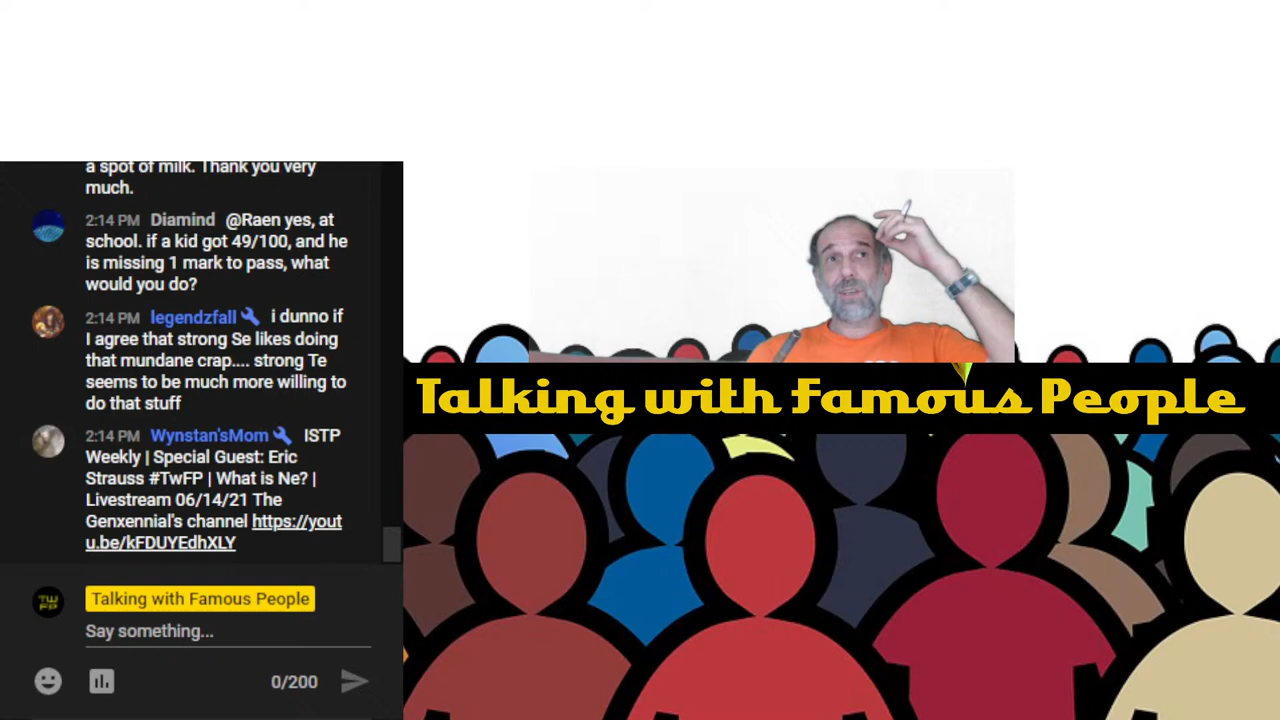 a spot of milk. Thank you very
much.
2:14 PM Diamind @Raen yes, at
school. if a kid got 49/100, and he
is missing 1 mark to pass, what
would you do?
2:14 PM legendzfall i dunno if
I agree that strong Se likes doing
that mundane crap.... strong Te
seems to be much more willing to
do that stuff
2:14 PM Wynstan'sMom ISTP
Weekly | Special Guest: Eric
Strauss #TwFP | What is Ne? |
Livestream 06/14/21 The
Genxennial's channel https://yout
u.be/kFDUYEdhXLY
TW
FP
Talking with Famous People
Say something...
0/200
Talking with Famous People